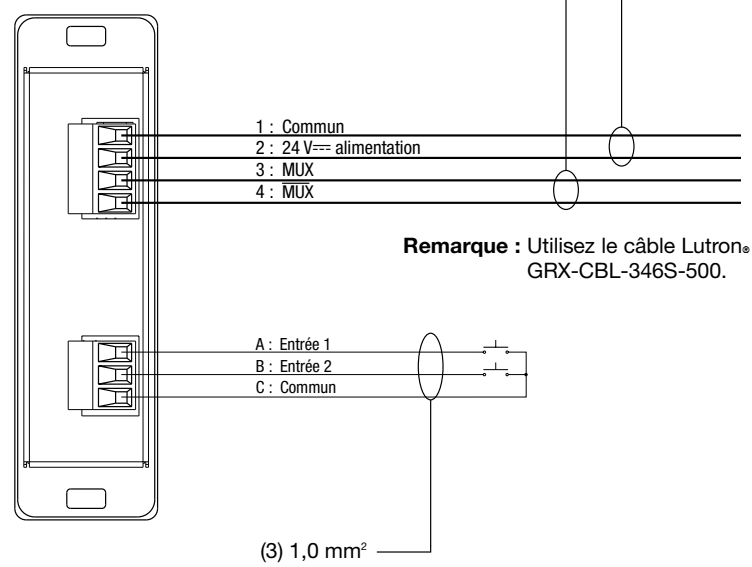 1 : Commun
2 : 24 V⎓ alimentation
3 : MUX
4 : M̅U̅X̅
Remarque : Utilisez le câble Lutron®
GRX-CBL-346S-500.
A : Entrée 1
B : Entrée 2
C : Commun
(3) 1,0 mm²